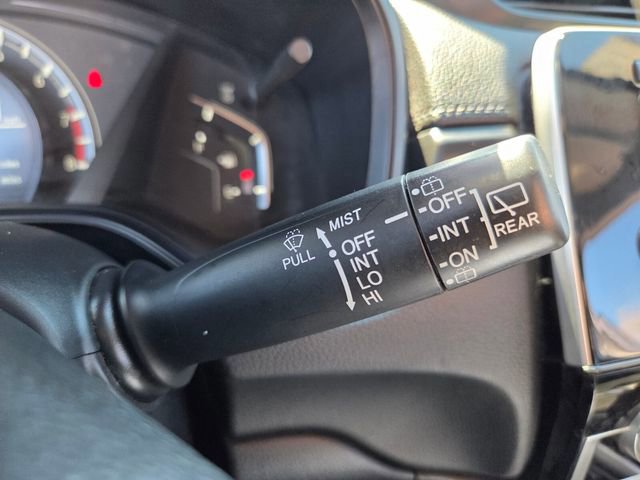 MIST
PULL
OFF
INT
LO
HI
OFF
INT
ON
REAR